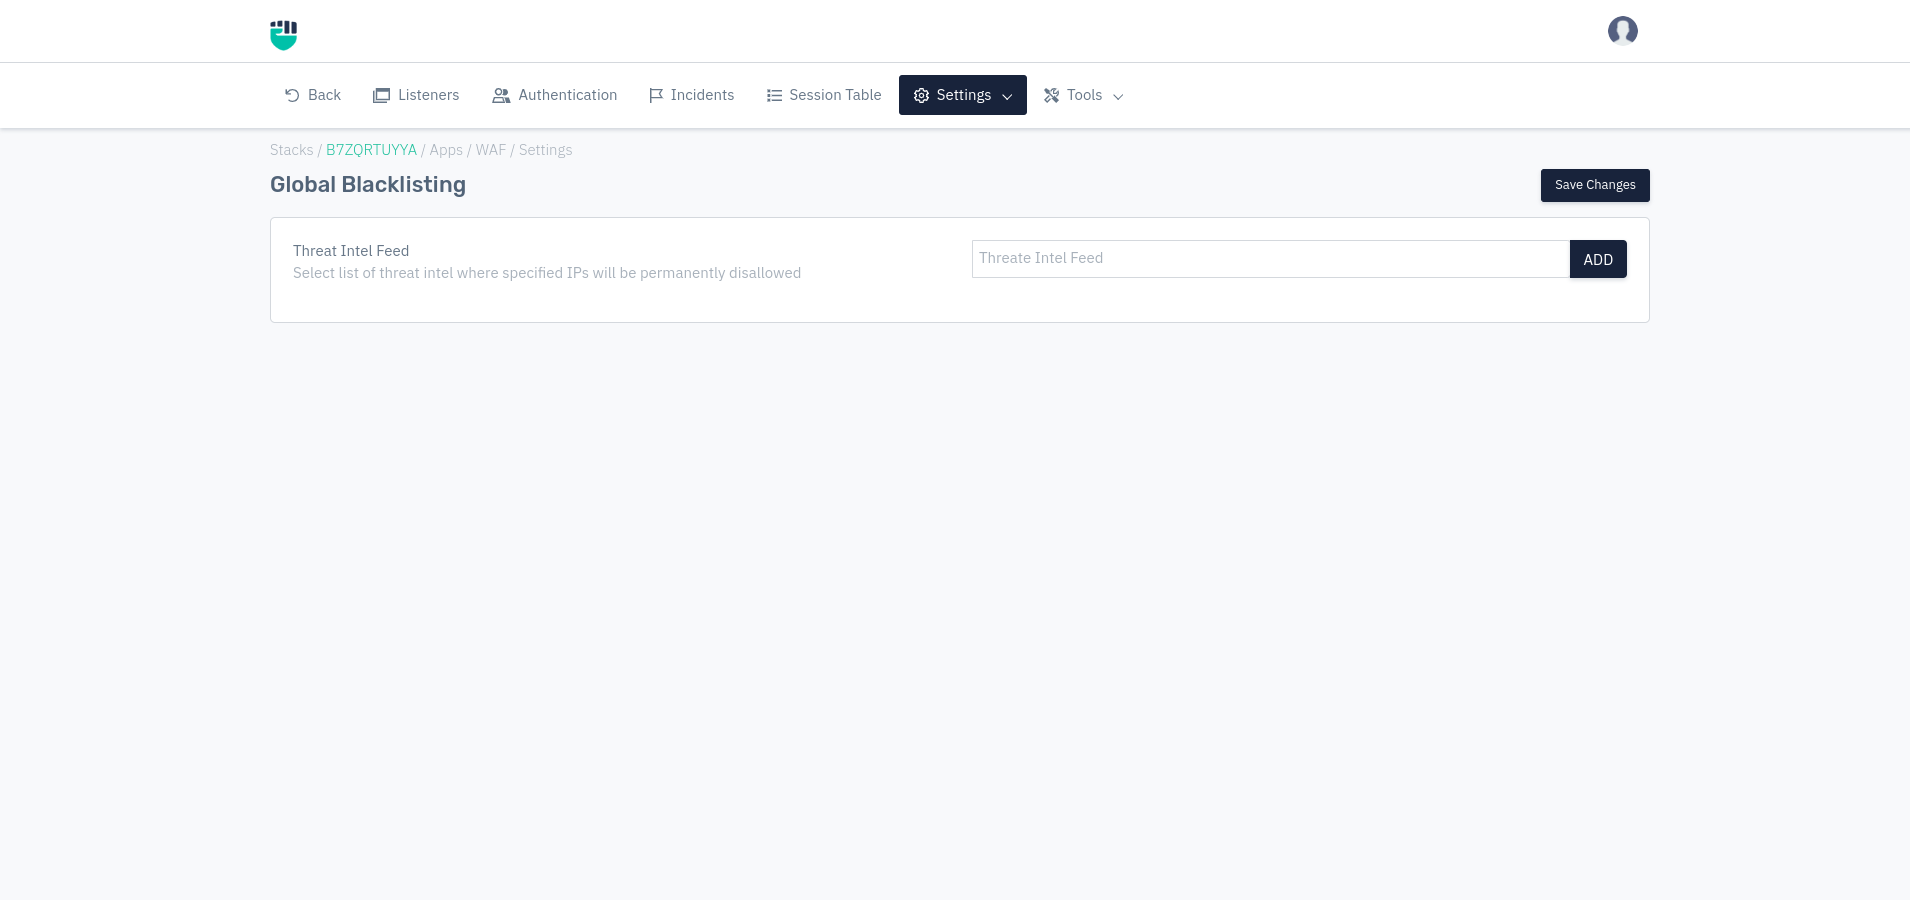 Back Listeners Authentication Incidents Session Table Settings Tools
Stacks / B7ZQRTUYYA / Apps / WAF / Settings
Global Blacklisting
Save Changes
Threat Intel Feed
Select list of threat intel where specified IPs will be permanently disallowed
Threate Intel Feed
ADD